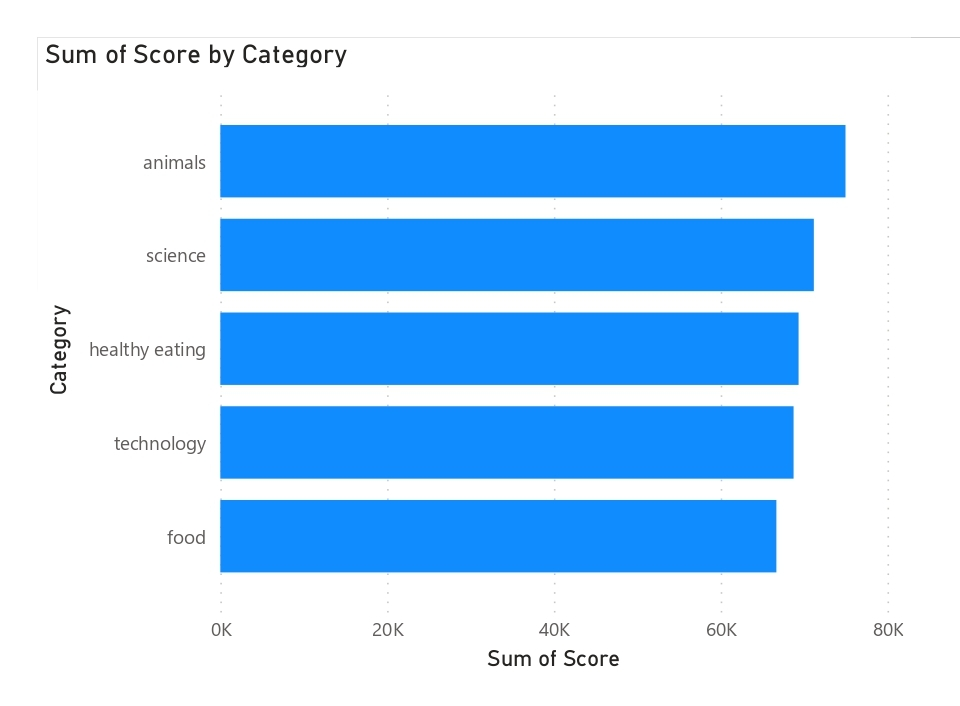 Sum of Score by Category
animals
science
healthy eating
technology
food
Category
0K 20K 40K 60K 80K
Sum of Score